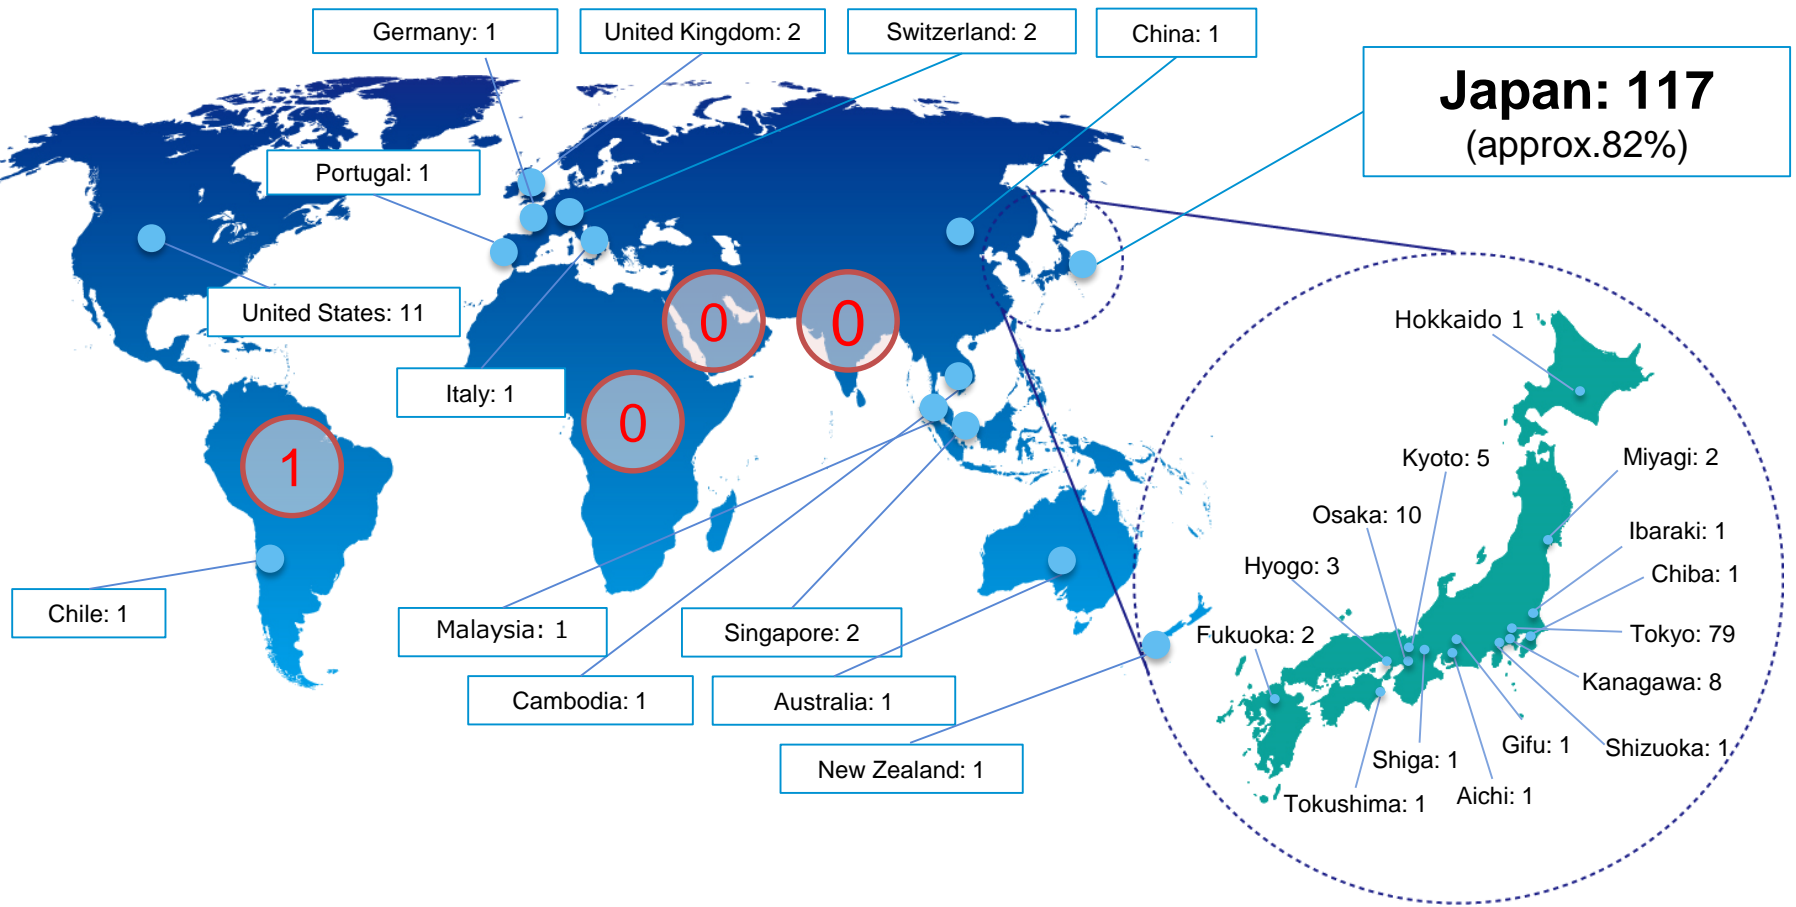 Germany: 1
United Kingdom: 2
Switzerland: 2
China: 1
Japan: 117
(approx.82%)
Portugal: 1
United States: 11
Italy: 1
0
0
0
1
Chile: 1
Malaysia: 1
Singapore: 2
Cambodia: 1
Australia: 1
New Zealand: 1
Hokkaido 1
Kyoto: 5
Miyagi: 2
Osaka: 10
Ibaraki: 1
Hyogo: 3
Chiba: 1
Fukuoka: 2
Tokyo: 79
Kanagawa: 8
Gifu: 1
Shizuoka: 1
Shiga: 1
Aichi: 1
Tokushima: 1